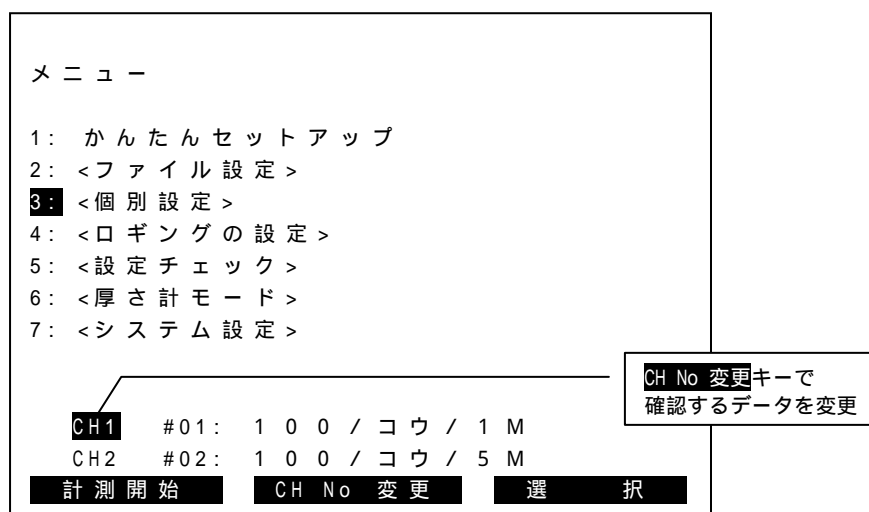 メニュー
1: かんたんセットアップ
2: <ファイル設定>
3: <個別設定>
4: <ロギングの設定>
5: <設定チェック>
6: <厚さ計モード>
7: <システム設定>
CH No 変更キーで
確認するデータを変更
CH1 #01: 100/コウ/1M
CH2 #02: 100/コウ/5M
計測開始 CH No 変更 選択